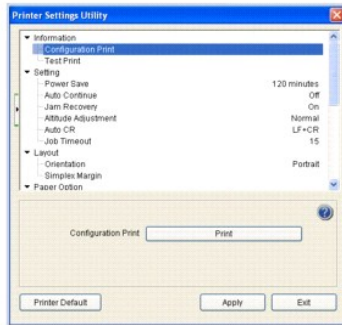 Printer Settings Utility
Information
Configuration Print
Test Print
Setting
Power Save 120 minutes
Auto Continue Off
Jam Recovery On
Altitude Adjustment Normal
Auto CR LF+CR
Job Timeout 15
Layout
Orientation Portrait
Simplex Margin
Paper Option
Configuration Print Print
Printer Default Apply Exit